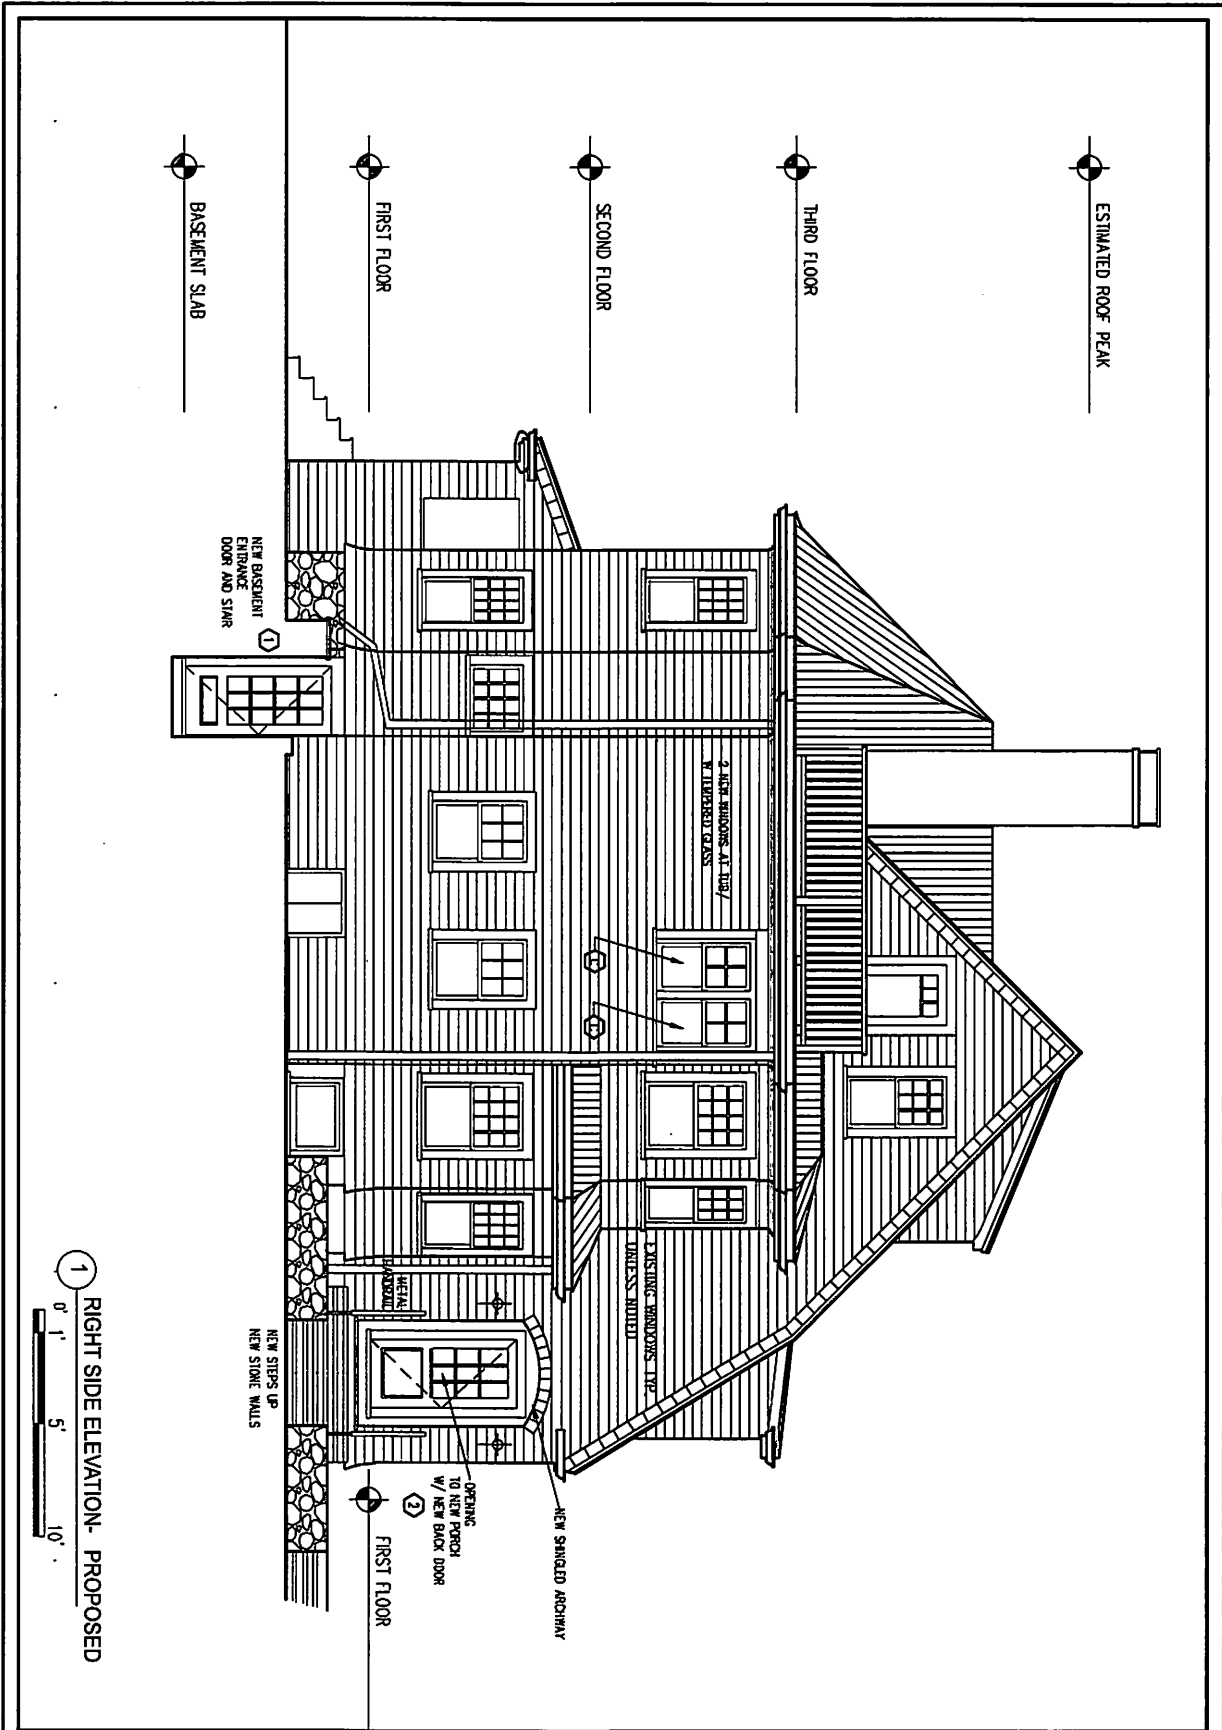 ESTIMATED ROOF PEAK
THIRD FLOOR
SECOND FLOOR
FIRST FLOOR
BASEMENT SLAB
2 NEW WINDOWS AT TUB/
W TEMPERED GLASS
EXISTING WINDOWS TYP.
UNLESS NOTED
NEW SHINGLED ARCHWAY
OPENING
TO NEW PORCH
W/ NEW BACK DOOR
2
FIRST FLOOR
METAL
HANDRAIL
NEW BASEMENT
ENTRANCE
DOOR AND STAIR
1
NEW STEPS UP
NEW STONE WALLS
1
RIGHT SIDE ELEVATION- PROPOSED
0' 1' 5' 10'